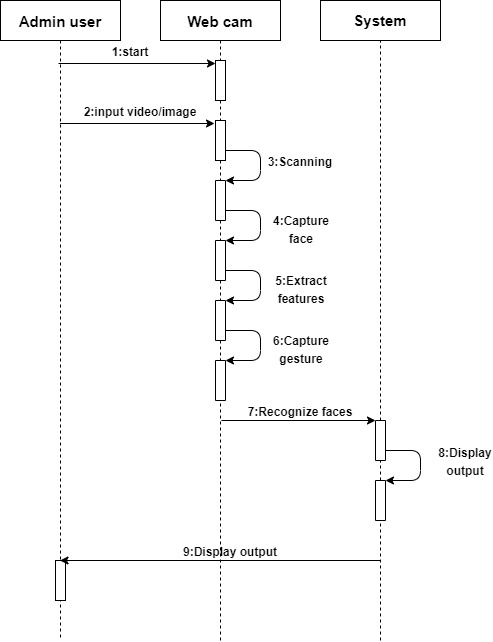 Admin user
Web cam
System
1:start
2:input video/image
3:Scanning
4:Capture
face
5:Extract
features
6:Capture
gesture
7:Recognize faces
8:Display
output
9:Display output